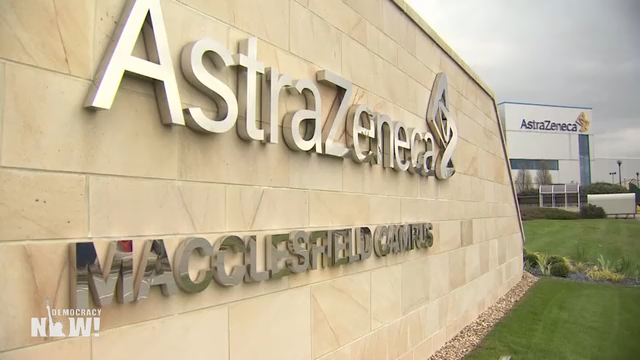 AstraZeneca
MACCLESFIELD CAMPUS
AstraZeneca
DEMOCRACY
NOW!